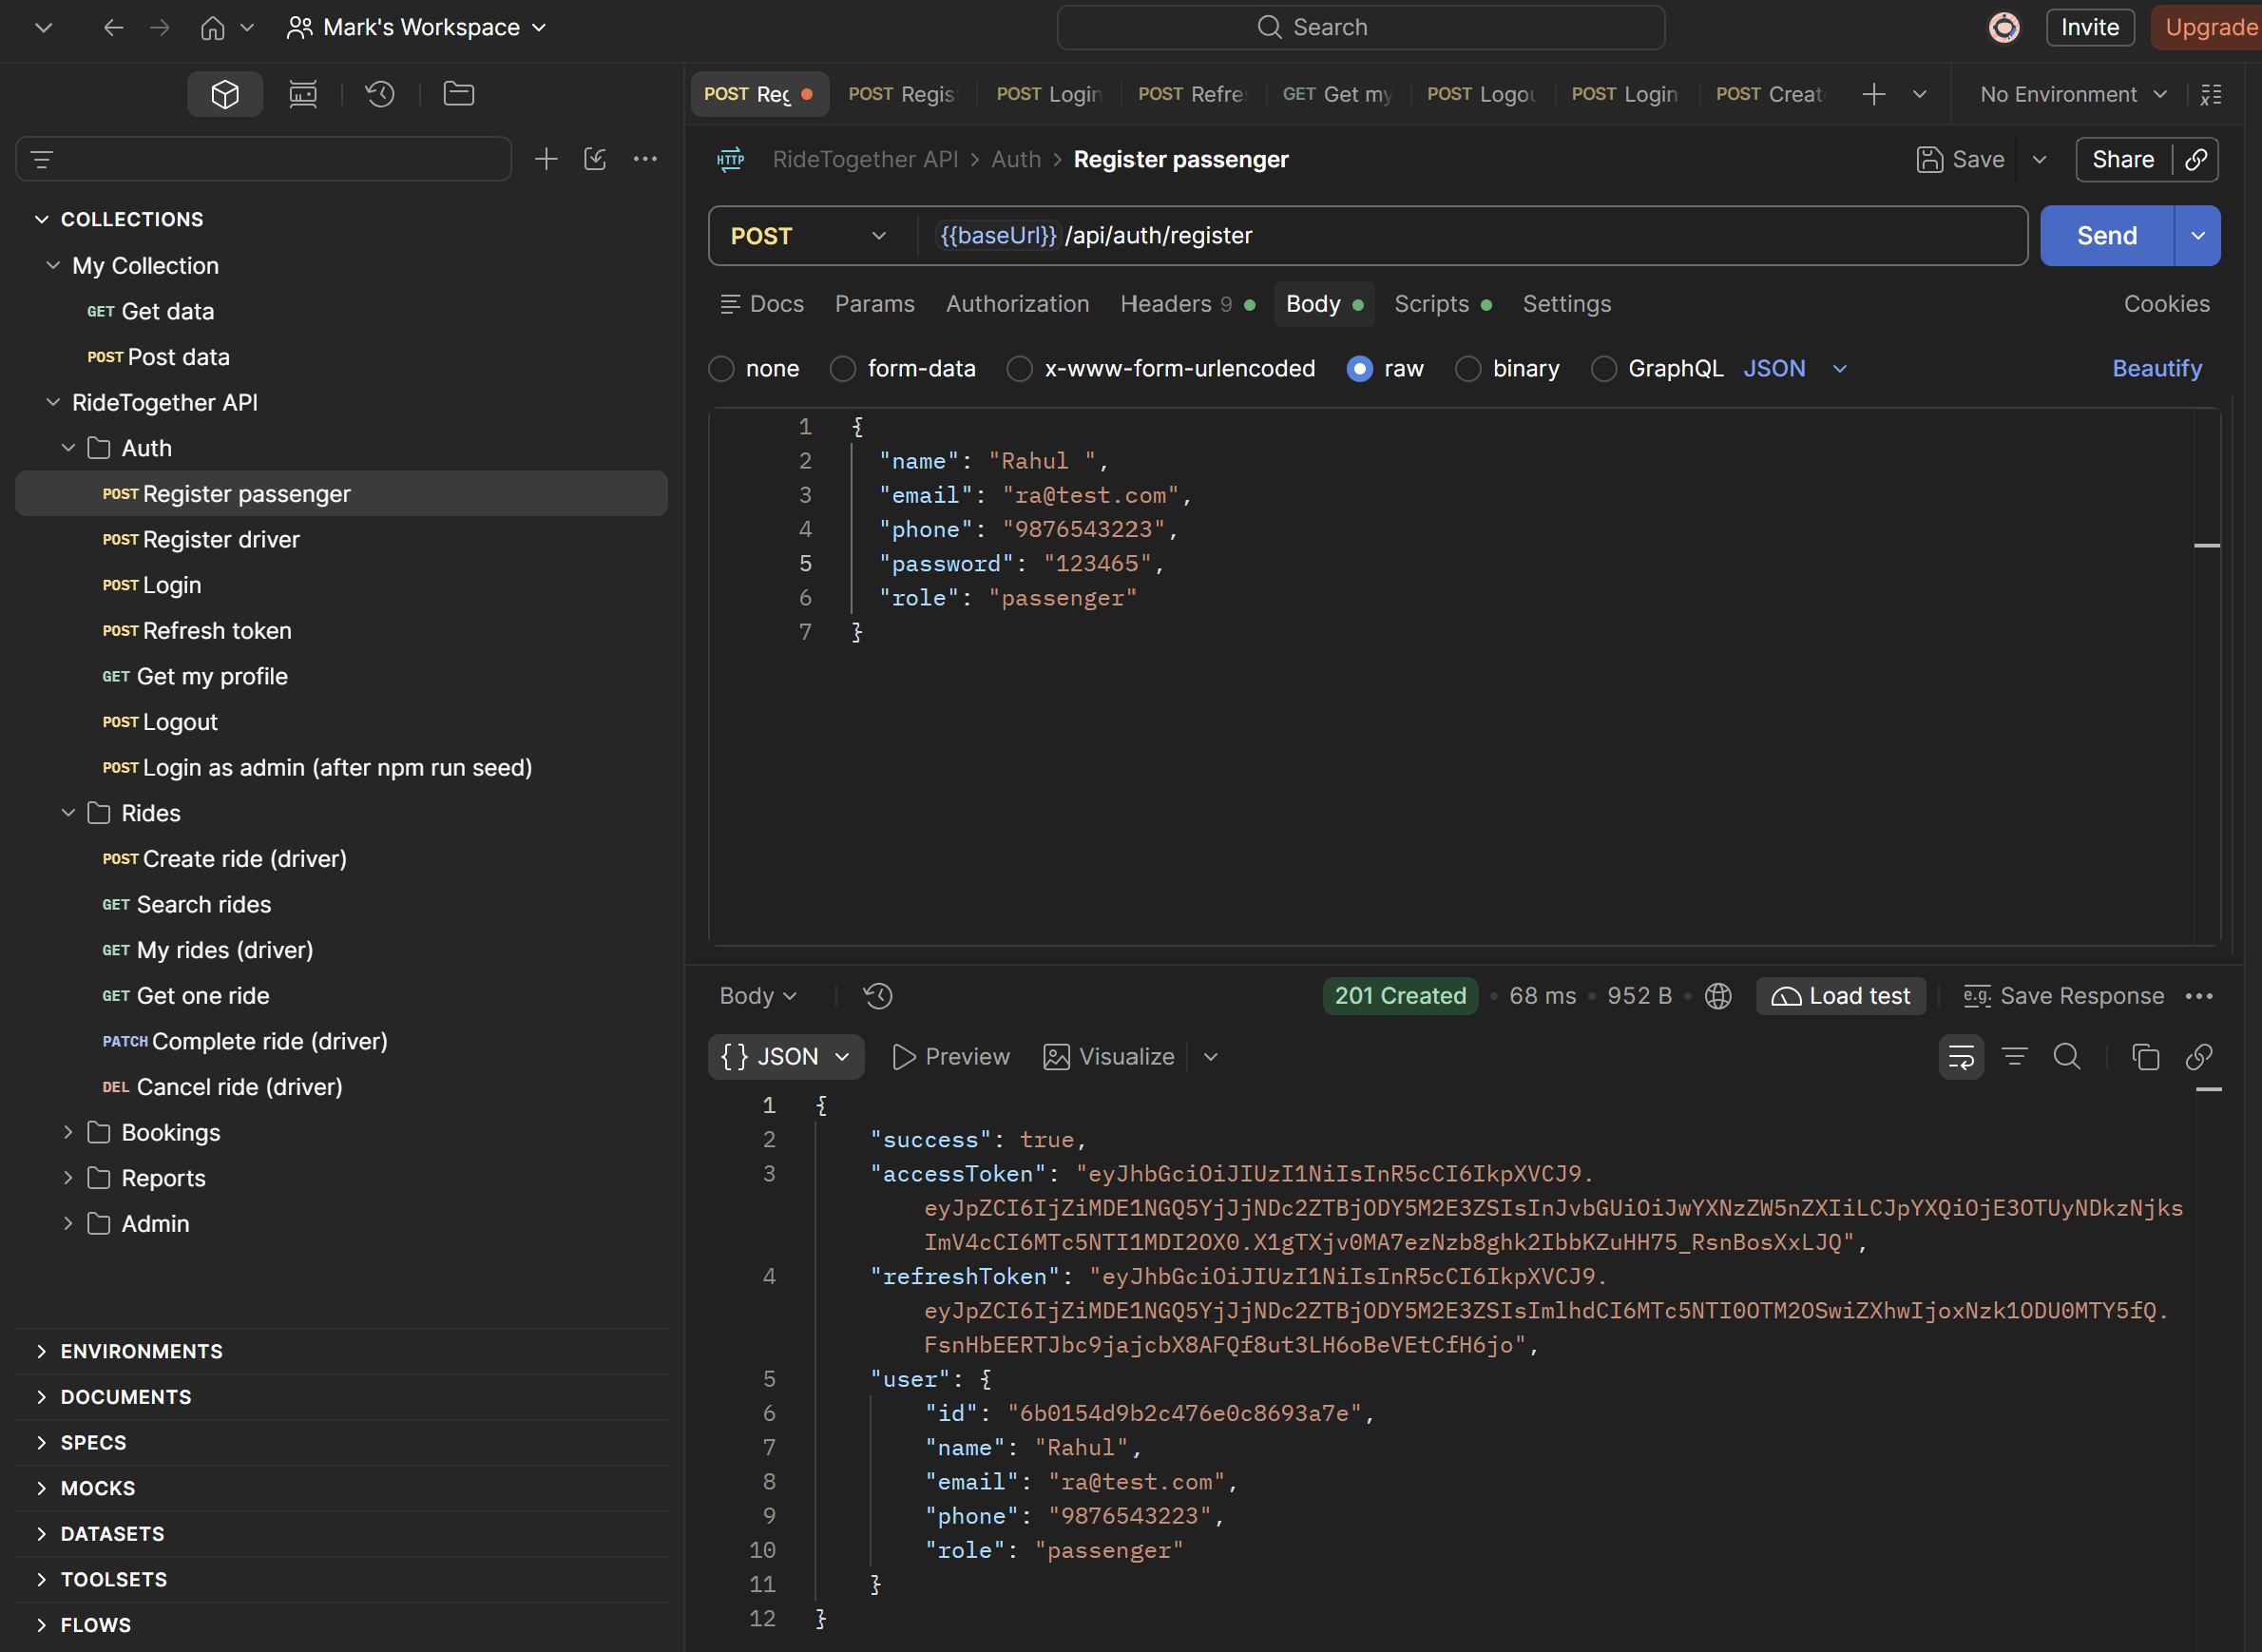 Mark's Workspace
Search
Invite
Upgrade
POST Reg
POST Regis
POST Login
POST Refre
GET Get my
POST Logou
POST Login
POST Creat
No Environment
HTTP RideTogether API > Auth > Register passenger
Save
Share
COLLECTIONS
My Collection
GET Get data
POST Post data
RideTogether API
Auth
POST Register passenger
POST Register driver
POST Login
POST Refresh token
GET Get my profile
POST Logout
POST Login as admin (after npm run seed)
Rides
POST Create ride (driver)
GET Search rides
GET My rides (driver)
GET Get one ride
PATCH Complete ride (driver)
DEL Cancel ride (driver)
Bookings
Reports
Admin
ENVIRONMENTS
DOCUMENTS
SPECS
MOCKS
DATASETS
TOOLSETS
FLOWS
POST {{baseUrl}} /api/auth/register
Send
Docs Params Authorization Headers 9 Body Scripts Settings Cookies
none form-data x-www-form-urlencoded raw binary GraphQL JSON Beautify
1 {
2 "name": "Rahul ",
3 "email": "ra@test.com",
4 "phone": "9876543223",
5 "password": "123465",
6 "role": "passenger"
7 }
Body 201 Created • 68 ms • 952 B • Load test e.g. Save Response
{} JSON Preview Visualize
1 {
2 "success": true,
3 "accessToken": "eyJhbGciOiJIUzI1NiIsInR5cCI6IkpXVCJ9.
eyJpZCI6IjZiMDE1NGQ5YjJjNDc2ZTBjODY5M2E3ZSIsInJvbGUiOiJwYXNzZW5nZXIiLCJpYXQiOjE3OTUyNDkzNjks
ImV4cCI6MTc5NTI1MDI2OX0.X1gTXjv0MA7ezNzb8ghk2IbbKZuHH75_RsnBosXxLJQ",
4 "refreshToken": "eyJhbGciOiJIUzI1NiIsInR5cCI6IkpXVCJ9.
eyJpZCI6IjZiMDE1NGQ5YjJjNDc2ZTBjODY5M2E3ZSIsImlhdCI6MTc5NTI0OTM2OSwiZXhwIjoxNzk1ODU0MTY5fQ.
FsnHbEERTJbc9jajcbX8AFQf8ut3LH6oBeVEtCfH6jo",
5 "user": {
6 "id": "6b0154d9b2c476e0c8693a7e",
7 "name": "Rahul",
8 "email": "ra@test.com",
9 "phone": "9876543223",
10 "role": "passenger"
11 }
12 }